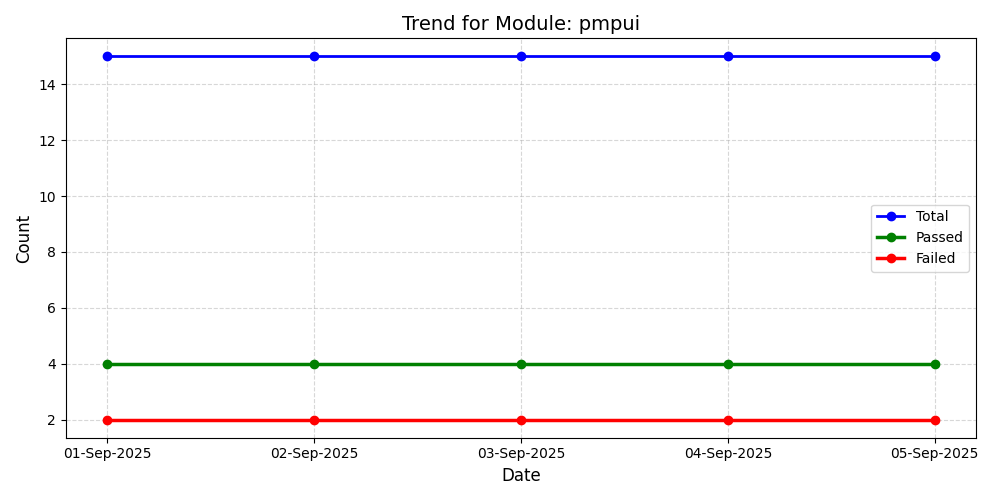 Trend for Module: pmpui
Count
14
12
10
8
6
4
2
Total
Passed
Failed
01-Sep-2025 02-Sep-2025 03-Sep-2025 04-Sep-2025 05-Sep-2025
Date